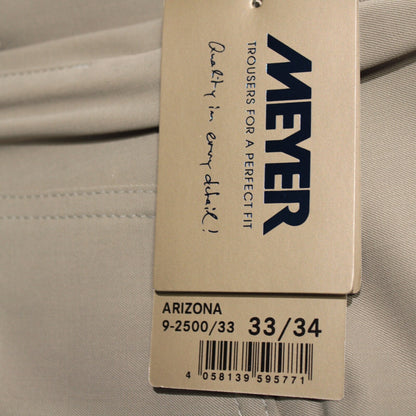 MEYER
TROUSERS FOR A PERFECT FIT
Quality in every detail!
ARIZONA
9-2500/33 33/34
4 058139 595771